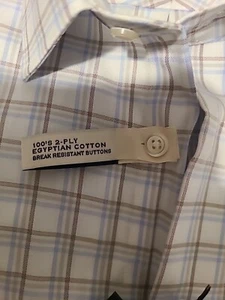 100'S 2-PLY
EGYPTIAN COTTON
BREAK RESISTANT BUTTONS